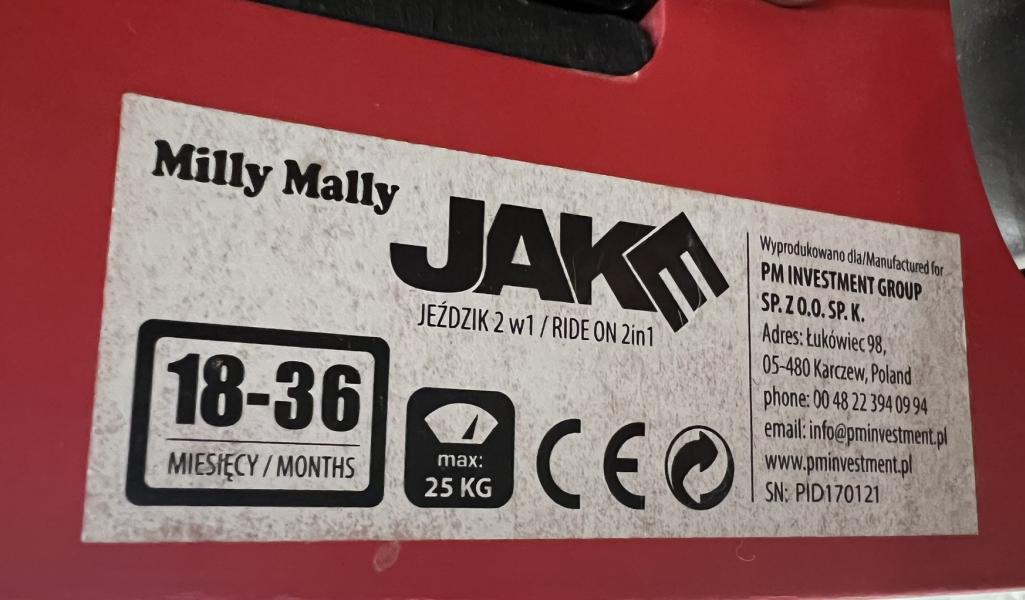 Milly Mally
JAKE
JEŹDZIK 2 w1 / RIDE ON 2in1
18-36
MIESIĘCY / MONTHS
max:
25 KG
CE
Wyprodukowano dla/Manufactured for
PM INVESTMENT GROUP
SP. Z O.O. SP. K.
Adres: Łukówiec 98,
05-480 Karczew, Poland
phone: 00 48 22 394 09 94
email: info@pminvestment.pl
www.pminvestment.pl
SN: PID170121